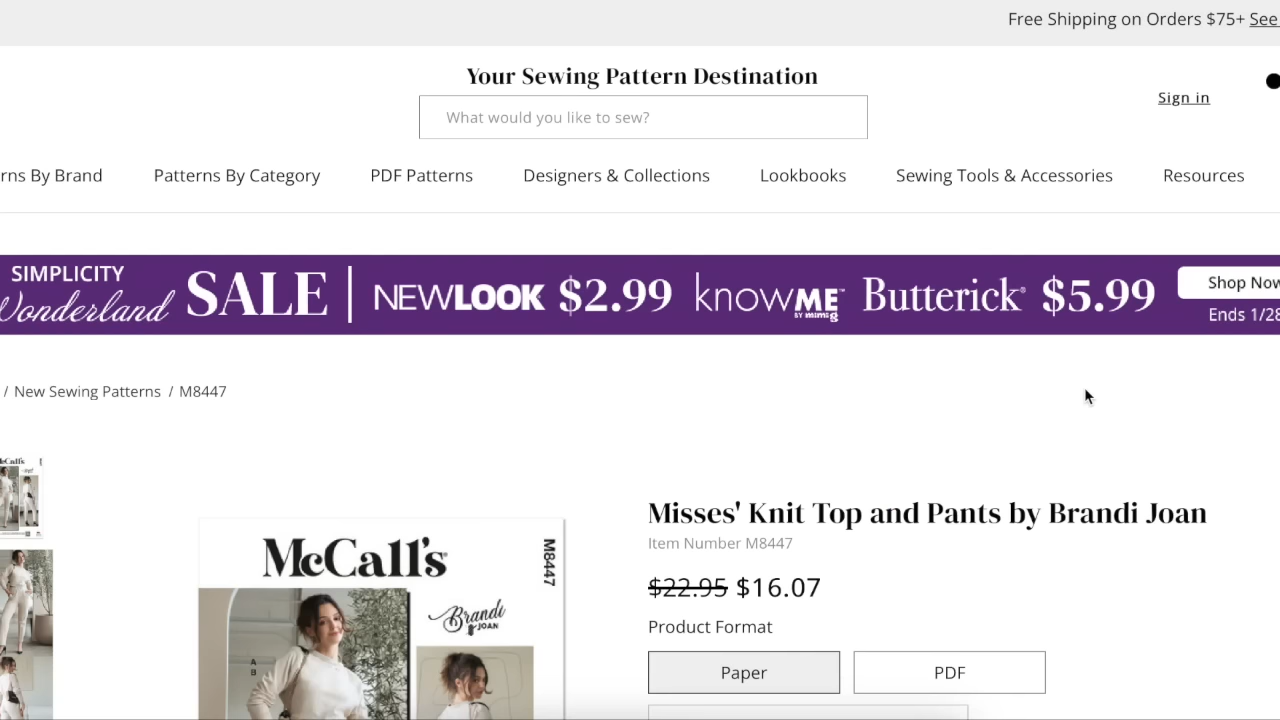 Free Shipping on Orders $75+ See
Your Sewing Pattern Destination
What would you like to sew?
Sign in
rns By Brand Patterns By Category PDF Patterns Designers & Collections Lookbooks Sewing Tools & Accessories Resources
SIMPLICITY
Wonderland SALE | NEWLOOK $2.99 knowME BY mimi g Butterick® $5.99
Shop Now
Ends 1/28
/ New Sewing Patterns / M8447
McCall's
M8447
Brandi
JOAN
A
B
Misses' Knit Top and Pants by Brandi Joan
Item Number M8447
$22.95 $16.07
Product Format
Paper PDF